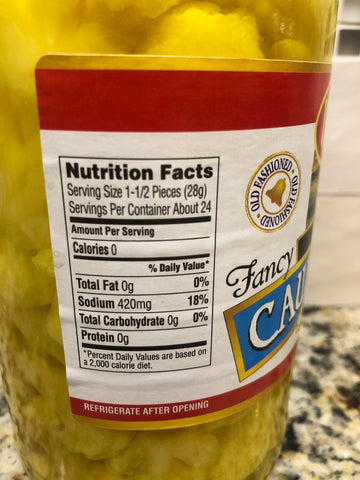 Nutrition Facts
Serving Size 1-1/2 Pieces (28g)
Servings Per Container About 24
Amount Per Serving
Calories 0
% Daily Value*
Total Fat 0g 0%
Sodium 420mg 18%
Total Carbohydrate 0g 0%
Protein 0g
*Percent Daily Values are based on
a 2,000 calorie diet.
REFRIGERATE AFTER OPENING
OLD FASHIONED • OLD FASHIONED •
Fancy